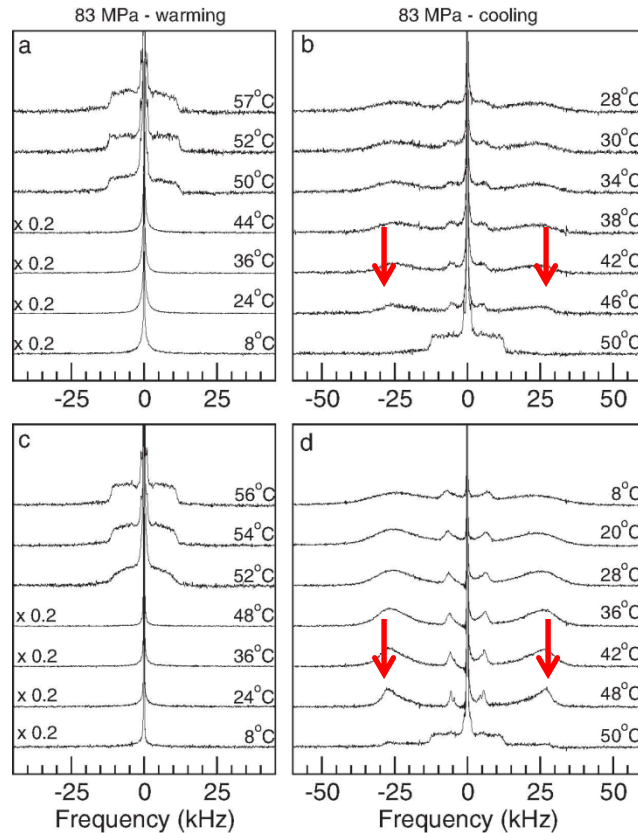 83 MPa - warming
83 MPa - cooling
a
57°C
52°C
50°C
x 0.2 44°C
x 0.2 36°C
x 0.2 24°C
x 0.2 8°C
-25 0 25
b
28°C
30°C
34°C
38°C
42°C
46°C
50°C
-50 -25 0 25 50
c
56°C
54°C
52°C
x 0.2 48°C
x 0.2 36°C
x 0.2 24°C
x 0.2 8°C
-25 0 25
Frequency (kHz)
d
8°C
20°C
28°C
36°C
42°C
48°C
50°C
-50 -25 0 25 50
Frequency (kHz)